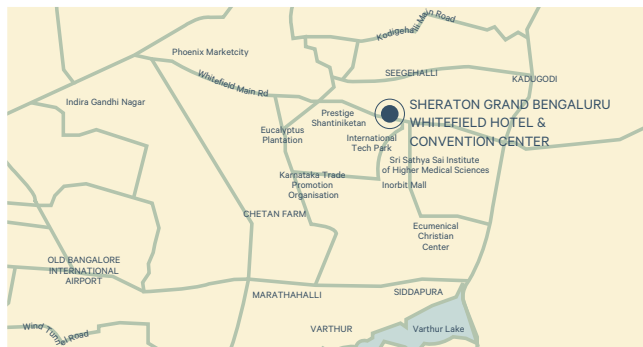 Kodigehalli Main Road
Phoenix Marketcity
SEEGEHALLI
KADUGODI
Whitefield Main Rd
Indira Gandhi Nagar
SHERATON GRAND BENGALURU
WHITEFIELD HOTEL &
CONVENTION CENTER
Prestige
Shantiniketan
Eucalyptus
Plantation
International
Tech Park
Sri Sathya Sai Institute
of Higher Medical Sciences
Karnataka Trade
Promotion
Organisation
Inorbit Mall
CHETAN FARM
Ecumenical
Christian
Center
OLD BANGALORE
INTERNATIONAL
AIRPORT
MARATHAHALLI
SIDDAPURA
Wind Tunnel Road
VARTHUR
Varthur Lake